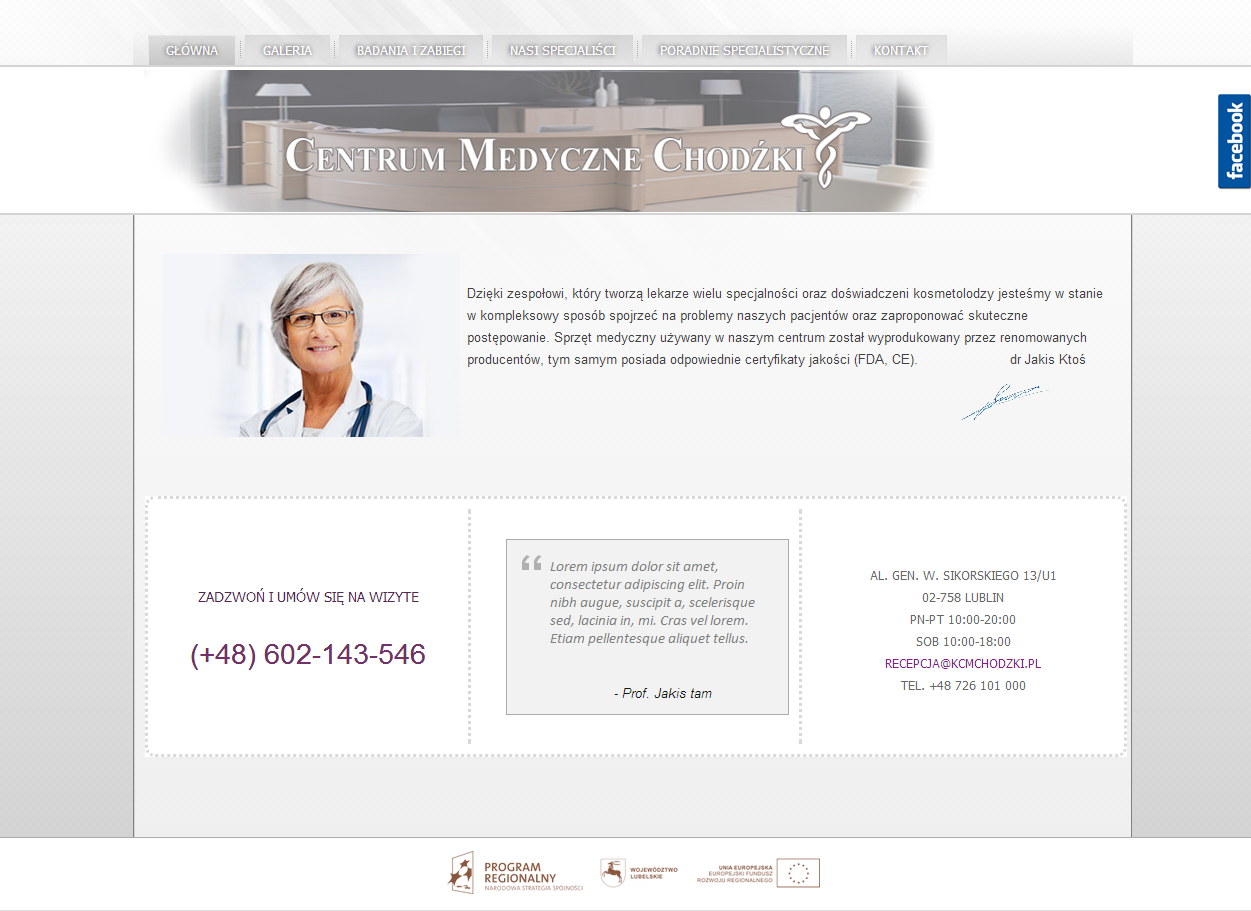 GŁÓWNA
GALERIA
BADANIA I ZABIEGI
NASI SPECJALIŚCI
PORADNIE SPECJALISTYCZNE
KONTAKT
CENTRUM MEDYCZNE CHODŹKI
facebook
Dzięki zespołowi, który tworzą lekarze wielu specjalności oraz doświadczeni kosmetolodzy jesteśmy w stanie
w kompleksowy sposób spojrzeć na problemy naszych pacjentów oraz zaproponować skuteczne
postępowanie. Sprzęt medyczny używany w naszym centrum został wyprodukowany przez renomowanych
producentów, tym samym posiada odpowiednie certyfikaty jakości (FDA, CE). dr Jakis Ktoś
ZADZWOŃ I UMÓW SIĘ NA WIZYTE
(+48) 602-143-546
“ Lorem ipsum dolor sit amet,
consectetur adipiscing elit. Proin
nibh augue, suscipit a, scelerisque
sed, lacinia in, mi. Cras vel lorem.
Etiam pellentesque aliquet tellus.
- Prof. Jakis tam
AL. GEN. W. SIKORSKIEGO 13/U1
02-758 LUBLIN
PN-PT 10:00-20:00
SOB 10:00-18:00
RECEPCJA@KCMCHODZKI.PL
TEL. +48 726 101 000
PROGRAM
REGIONALNY
NARODOWA STRATEGIA SPÓJNOŚCI
WOJEWÓDZTWO
LUBELSKIE
UNIA EUROPEJSKA
EUROPEJSKI FUNDUSZ
ROZWOJU REGIONALNEGO